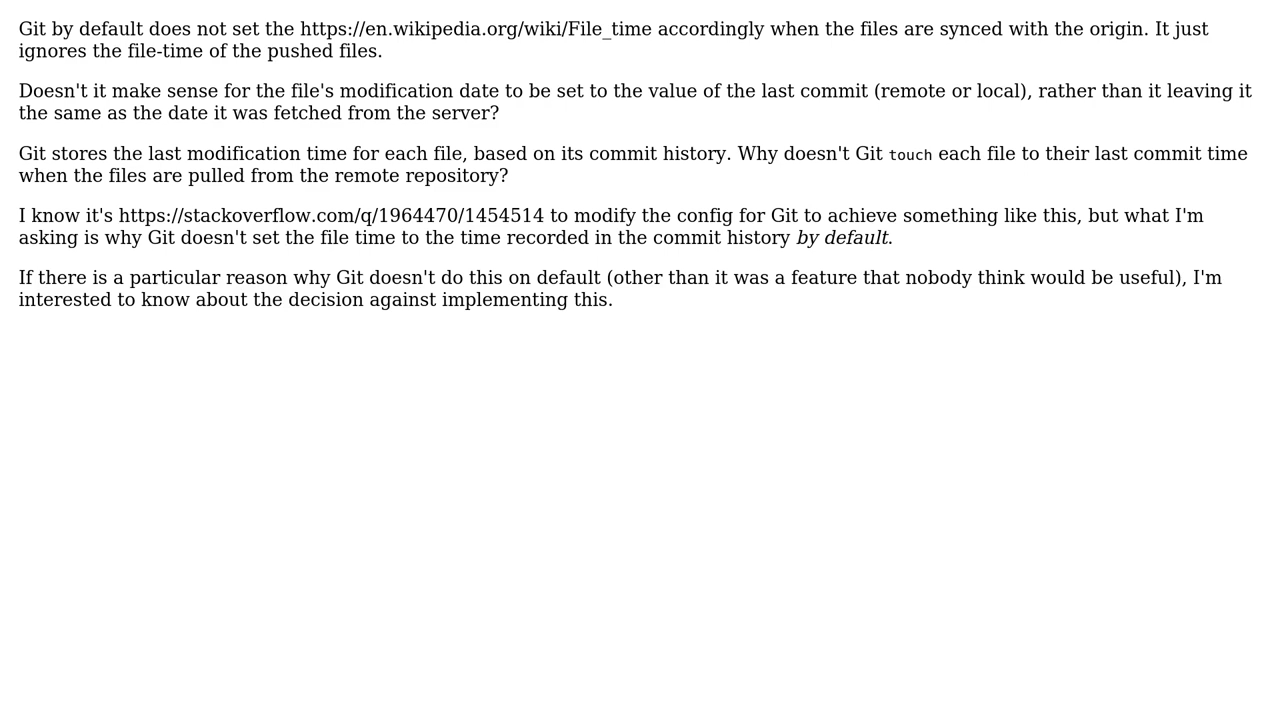 Git by default does not set the https://en.wikipedia.org/wiki/File_time accordingly when the files are synced with the origin. It just
ignores the file-time of the pushed files.
Doesn't it make sense for the file's modification date to be set to the value of the last commit (remote or local), rather than it leaving it
the same as the date it was fetched from the server?
Git stores the last modification time for each file, based on its commit history. Why doesn't Git touch each file to their last commit time
when the files are pulled from the remote repository?
I know it's https://stackoverflow.com/q/1964470/1454514 to modify the config for Git to achieve something like this, but what I'm
asking is why Git doesn't set the file time to the time recorded in the commit history by default.
If there is a particular reason why Git doesn't do this on default (other than it was a feature that nobody think would be useful), I'm
interested to know about the decision against implementing this.